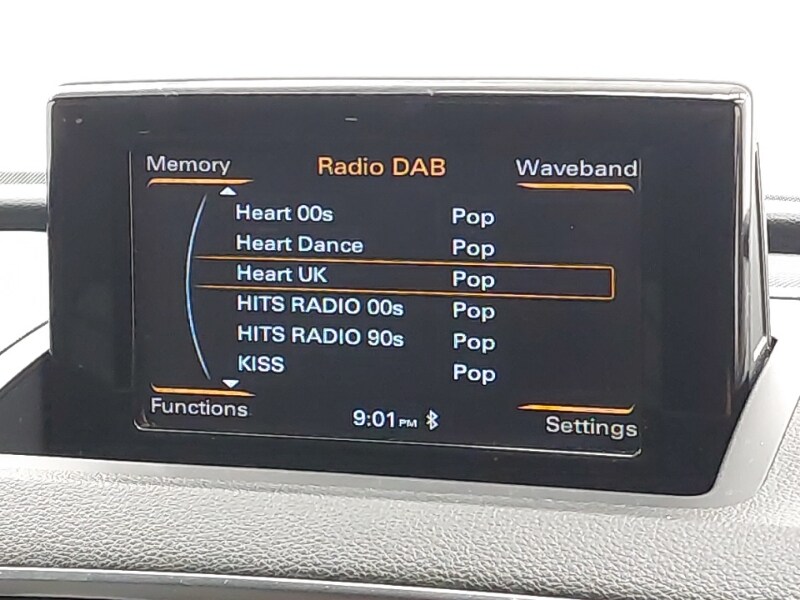 Memory Radio DAB Waveband
Heart 00s Pop
Heart Dance Pop
Heart UK Pop
HITS RADIO 00s Pop
HITS RADIO 90s Pop
KISS Pop
Functions 9:01 PM Settings